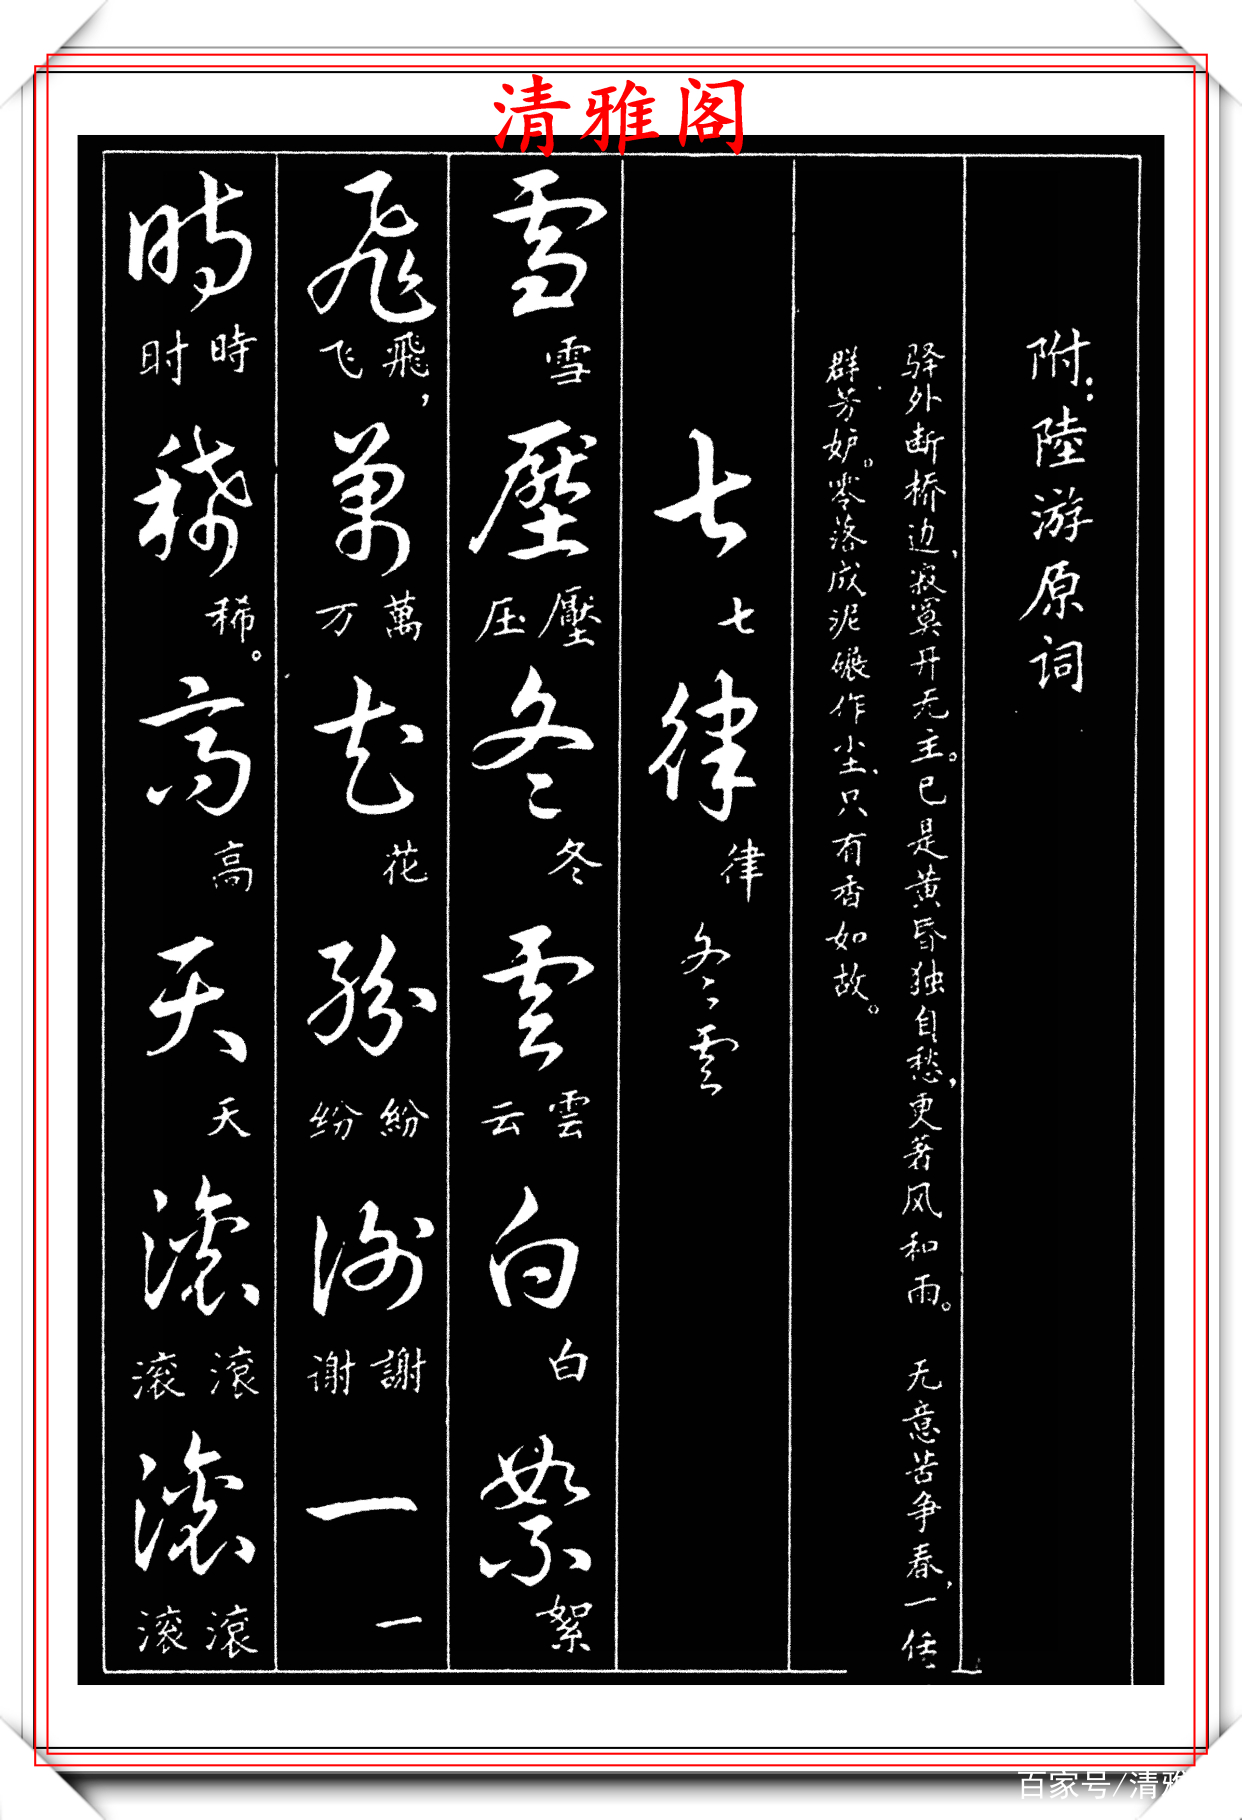 清雅阁
附：陸游原词
驿外断桥边，寂寞开无主。已是黄昏独自愁，更著风和雨。 无意苦争春，一任
群芳妒。零落成泥碾作尘，只有香如故。
七七律律冬雲
雪雪壓壓压冬冬雲雲云白白絮絮
飛飛，飞萬萬万花花紛紛纷謝謝谢一一
時時时稀稀。高高天天滚滾滚滚滾滚
百家号/清雅